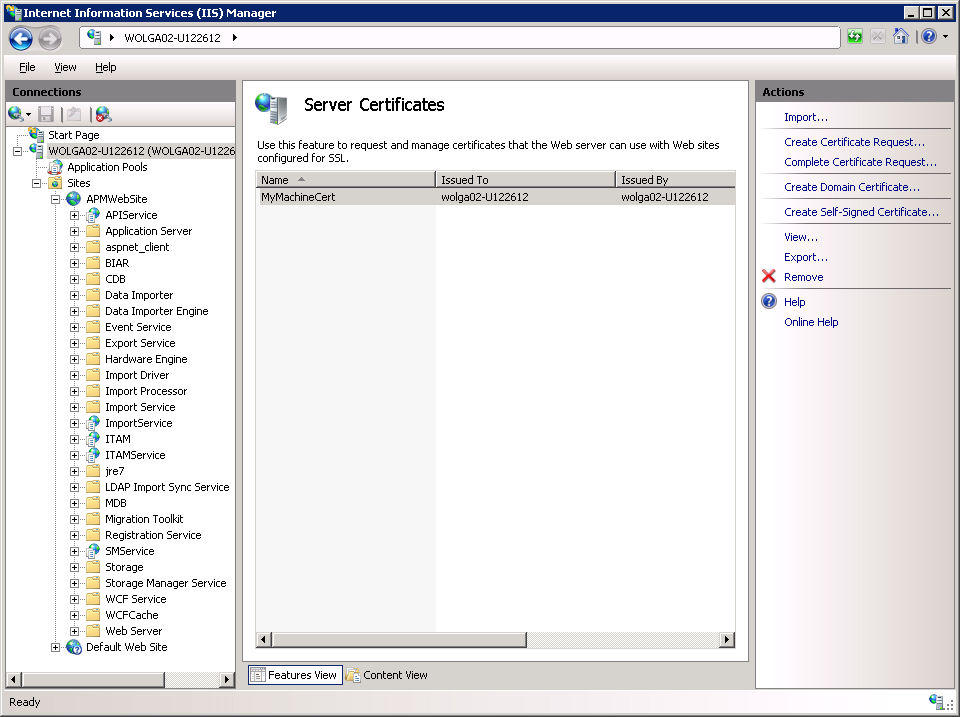 Internet Information Services (IIS) Manager
WOLGA02-U122612
File View Help
Connections
Start Page
WOLGA02-U122612 (WOLGA02-U1226
Application Pools
Sites
APMWebSite
APIService
Application Server
aspnet_client
BIAR
CDB
Data Importer
Data Importer Engine
Event Service
Export Service
Hardware Engine
Import Driver
Import Processor
Import Service
ImportService
ITAM
ITAMService
jre7
LDAP Import Sync Service
MDB
Migration Toolkit
Registration Service
SMService
Storage
Storage Manager Service
WCF Service
WCFCache
Web Server
Default Web Site
Server Certificates
Use this feature to request and manage certificates that the Web server can use with Web sites
configured for SSL.
Name Issued To Issued By
MyMachineCert wolga02-U122612 wolga02-U122612
Features View Content View
Actions
Import...
Create Certificate Request...
Complete Certificate Request...
Create Domain Certificate...
Create Self-Signed Certificate...
View...
Export...
Remove
Help
Online Help
Ready